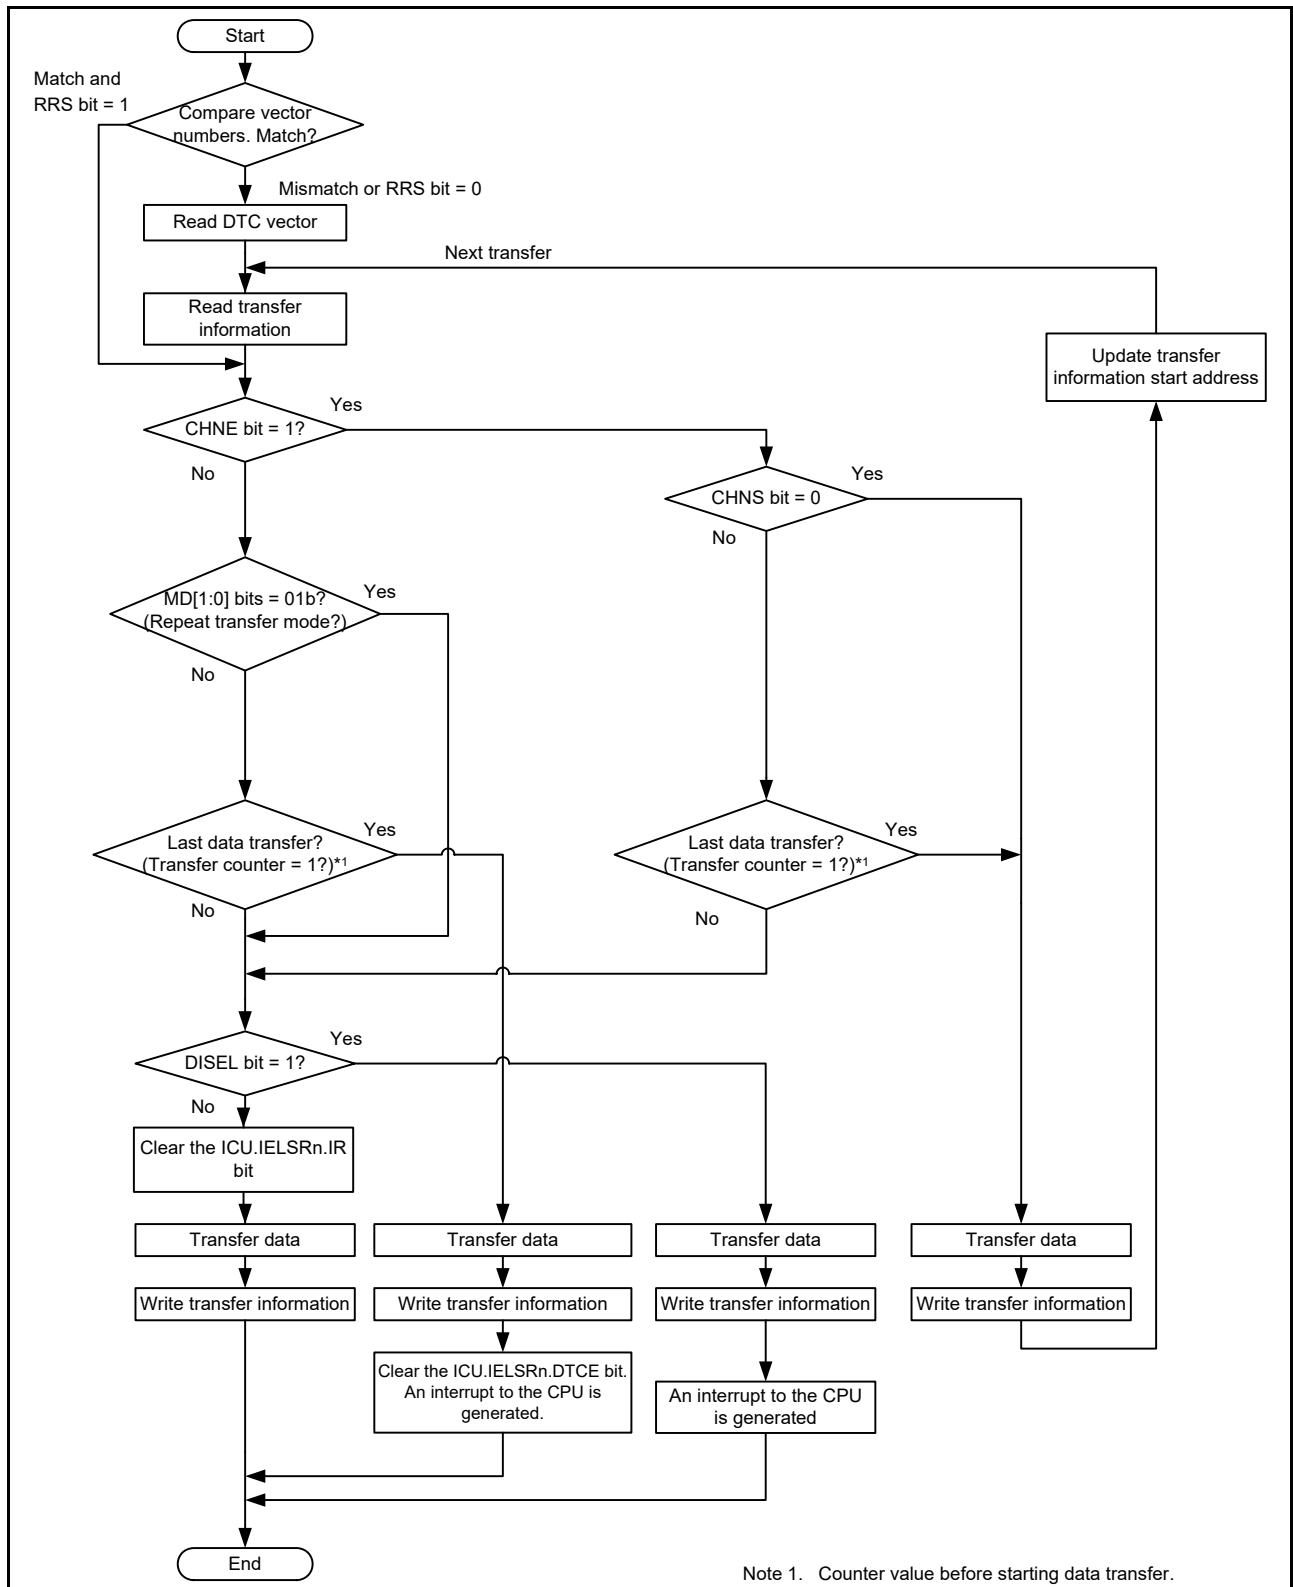 Start
Match and
RRS bit = 1
Compare vector
numbers. Match?
Mismatch or RRS bit = 0
Read DTC vector
Next transfer
Read transfer
information
Update transfer
information start address
Yes
CHNE bit = 1?
No
Yes
CHNS bit = 0
No
MD[1:0] bits = 01b?
(Repeat transfer mode?)
Yes
No
Last data transfer?
(Transfer counter = 1?)*1
Yes
No
Last data transfer?
(Transfer counter = 1?)*1
Yes
No
DISEL bit = 1?
Yes
No
Clear the ICU.IELSRn.IR
bit
Transfer data
Transfer data
Transfer data
Transfer data
Write transfer information
Write transfer information
Write transfer information
Write transfer information
Clear the ICU.IELSRn.DTCE bit.
An interrupt to the CPU is
generated.
An interrupt to the CPU
is generated
End
Note 1. Counter value before starting data transfer.